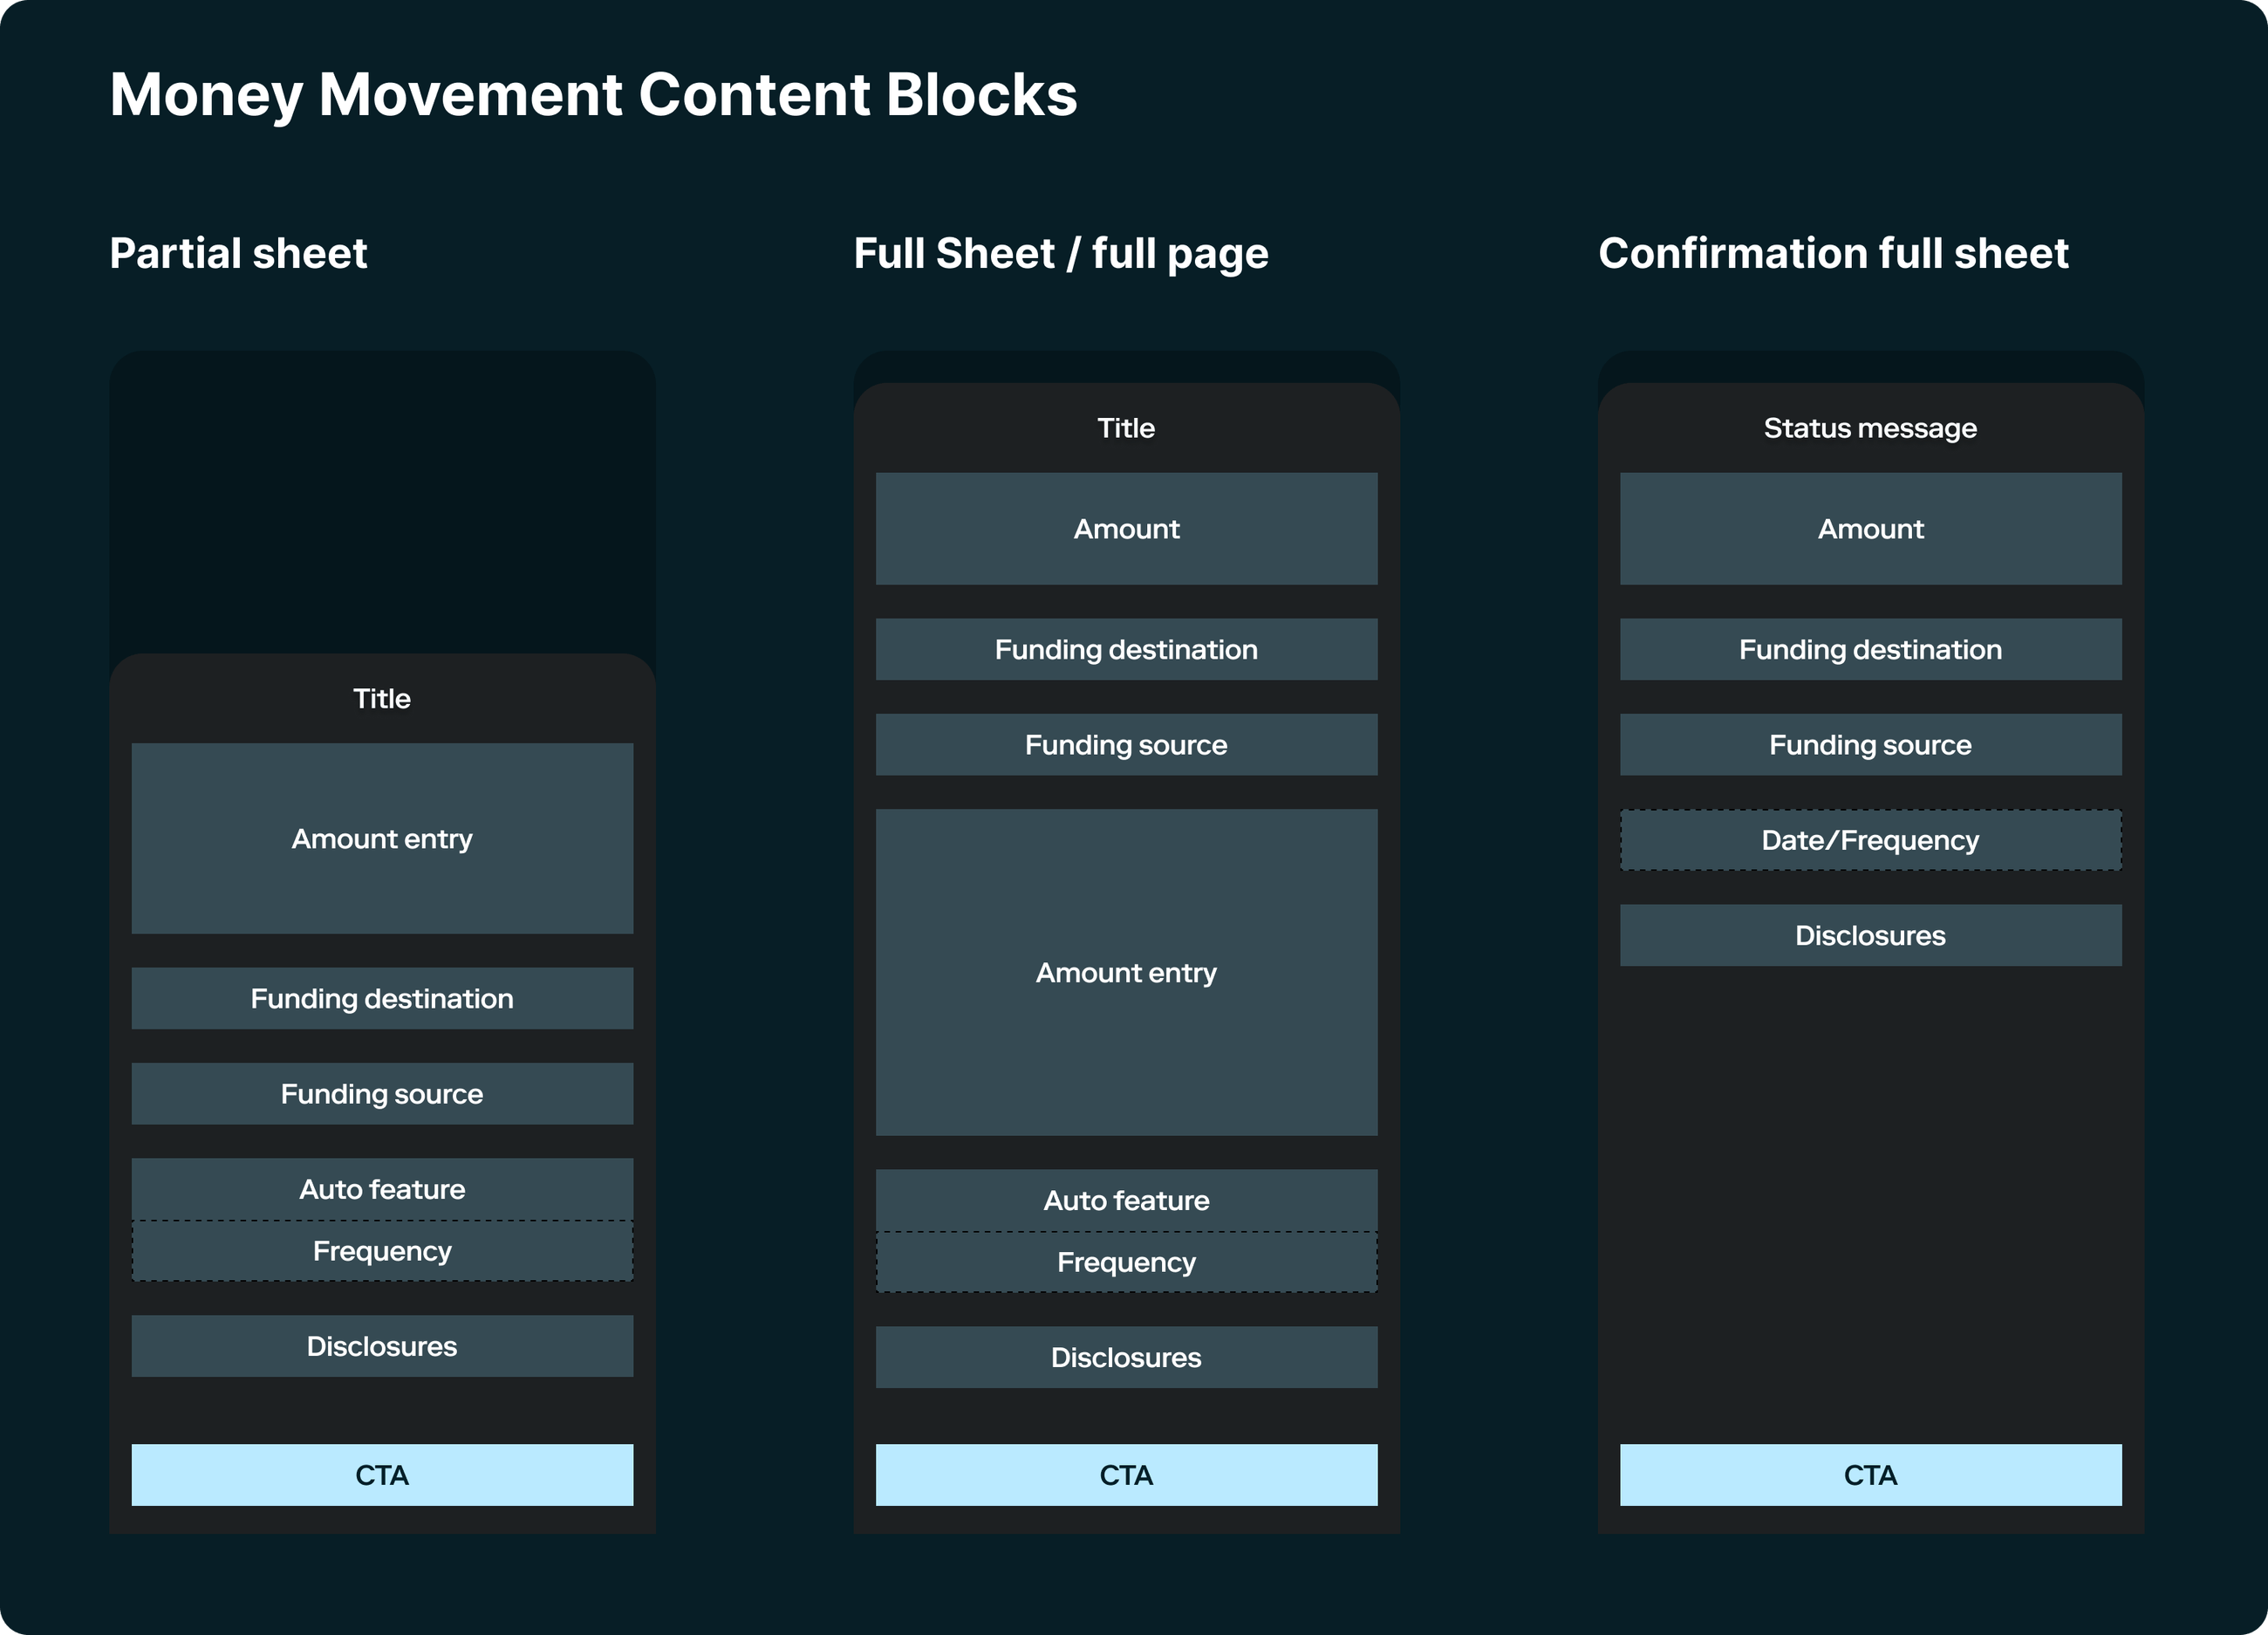 Money Movement Content Blocks
Partial sheet
Title
Amount entry
Funding destination
Funding source
Auto feature
Frequency
Disclosures
CTA
Full Sheet / full page
Title
Amount
Funding destination
Funding source
Amount entry
Auto feature
Frequency
Disclosures
CTA
Confirmation full sheet
Status message
Amount
Funding destination
Funding source
Date/Frequency
Disclosures
CTA